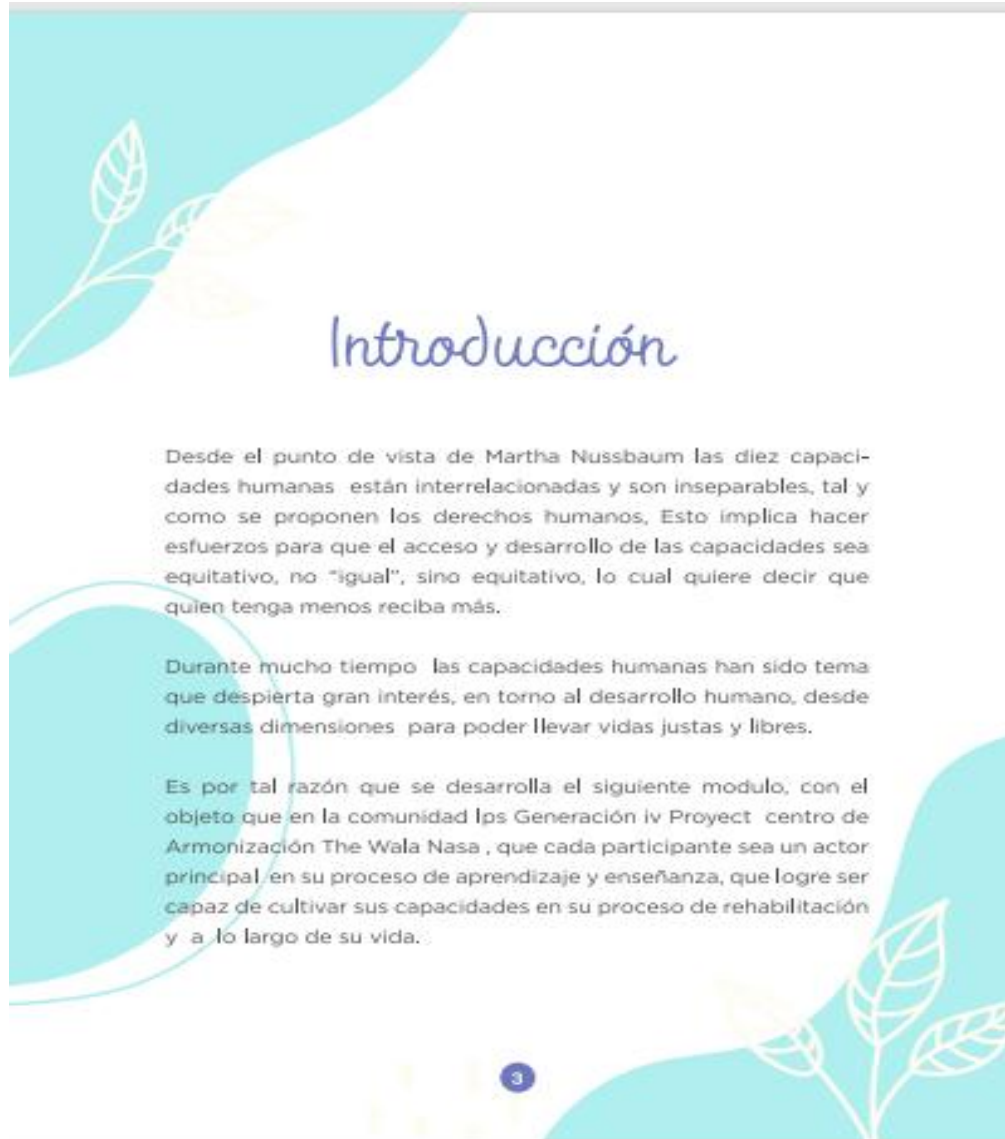 Introducción
Desde el punto de vista de Martha Nussbaum las diez capaci-
dades humanas están interrelacionadas y son inseparables, tal y
como se proponen los derechos humanos, Esto implica hacer
esfuerzos para que el acceso y desarrollo de las capacidades sea
equitativo, no "igual", sino equitativo, lo cual quiere decir que
quien tenga menos reciba más.
Durante mucho tiempo las capacidades humanas han sido tema
que despierta gran interés, en torno al desarrollo humano, desde
diversas dimensiones para poder llevar vidas justas y libres.
Es por tal razón que se desarrolla el siguiente modulo, con el
objeto que en la comunidad Ips Generación iv Proyect centro de
Armonización The Wala Nasa , que cada participante sea un actor
principal en su proceso de aprendizaje y enseñanza, que logre ser
capaz de cultivar sus capacidades en su proceso de rehabilitación
y a lo largo de su vida.
3